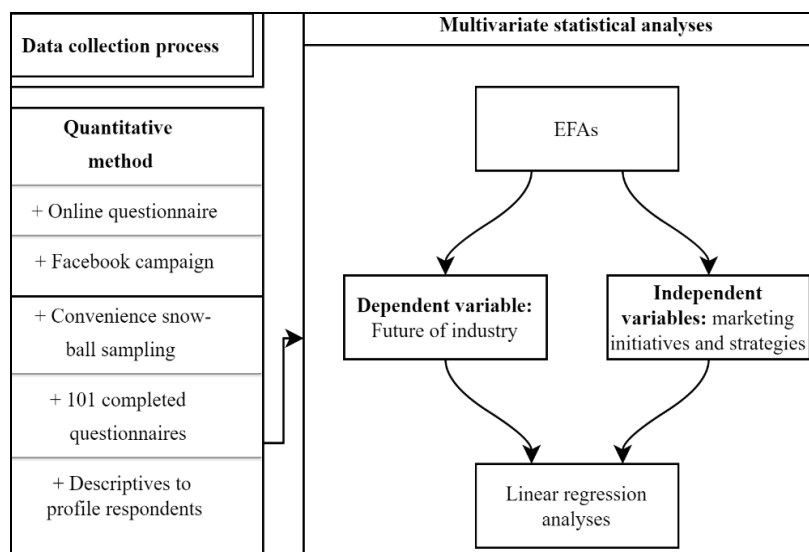 Data collection process
Quantitative
method
+ Online questionnaire
+ Facebook campaign
+ Convenience snow-
ball sampling
+ 101 completed
questionnaires
+ Descriptives to
profile respondents
Multivariate statistical analyses
EFAs
Dependent variable:
Future of industry
Independent
variables: marketing
initiatives and strategies
Linear regression
analyses